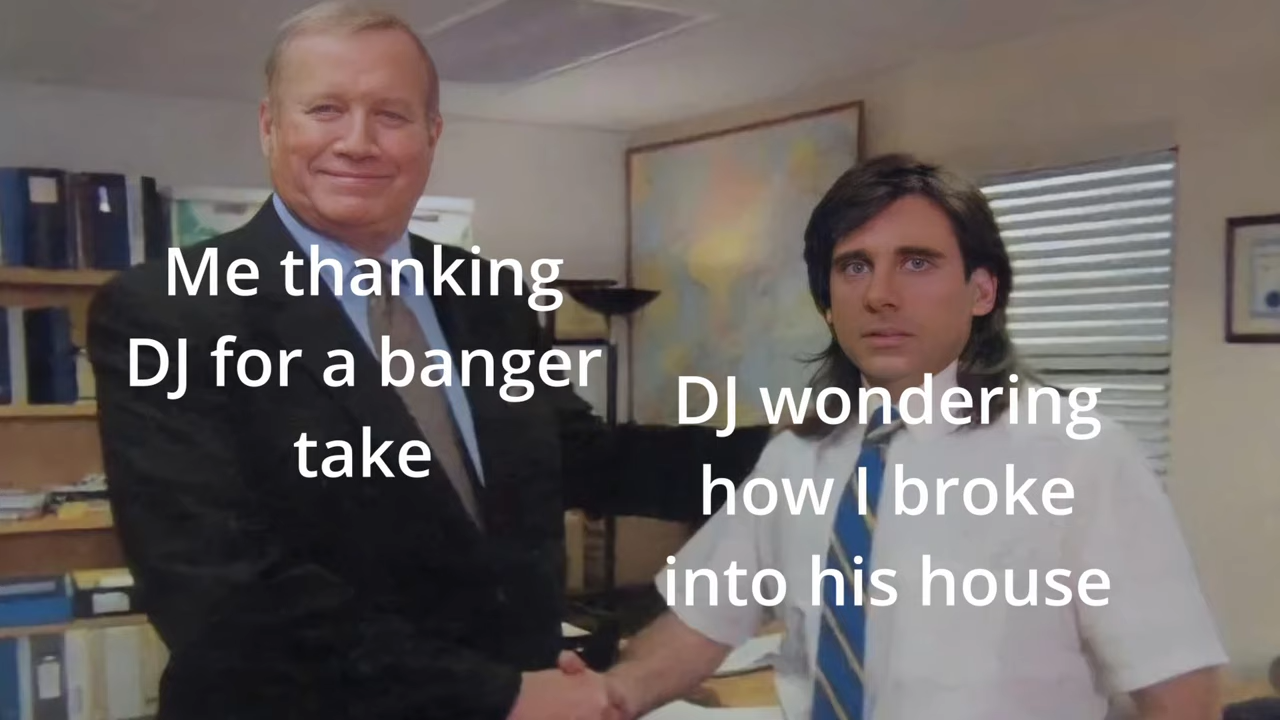 Me thanking
DJ for a banger
take
DJ wondering
how I broke
into his house